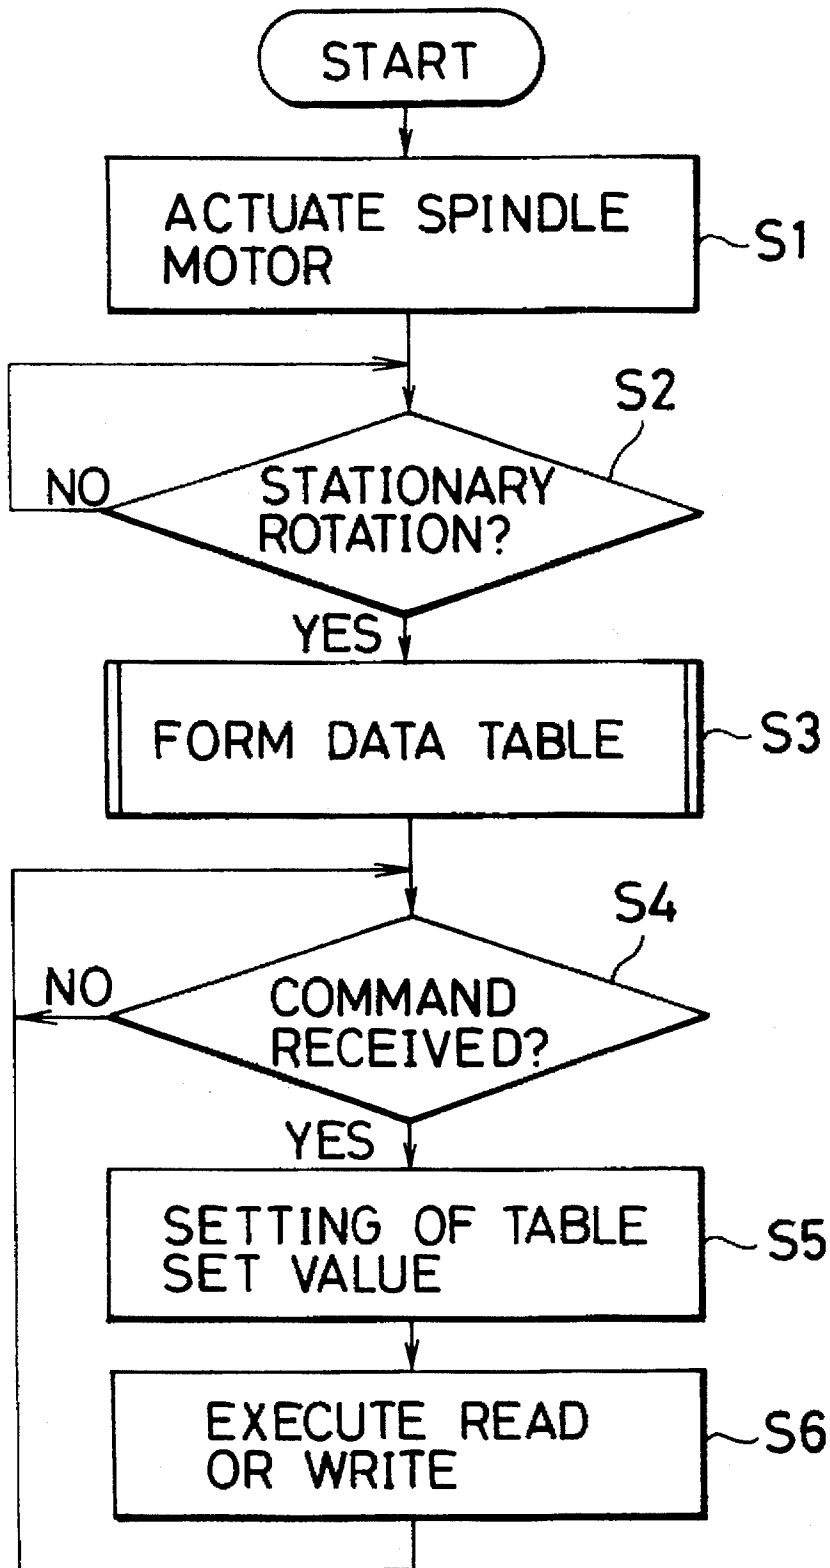 START
ACTUATE SPINDLE
MOTOR
S1
S2
NO
STATIONARY
ROTATION?
YES
FORM DATA TABLE
S3
S4
NO
COMMAND
RECEIVED?
YES
SETTING OF TABLE
SET VALUE
S5
EXECUTE READ
OR WRITE
S6